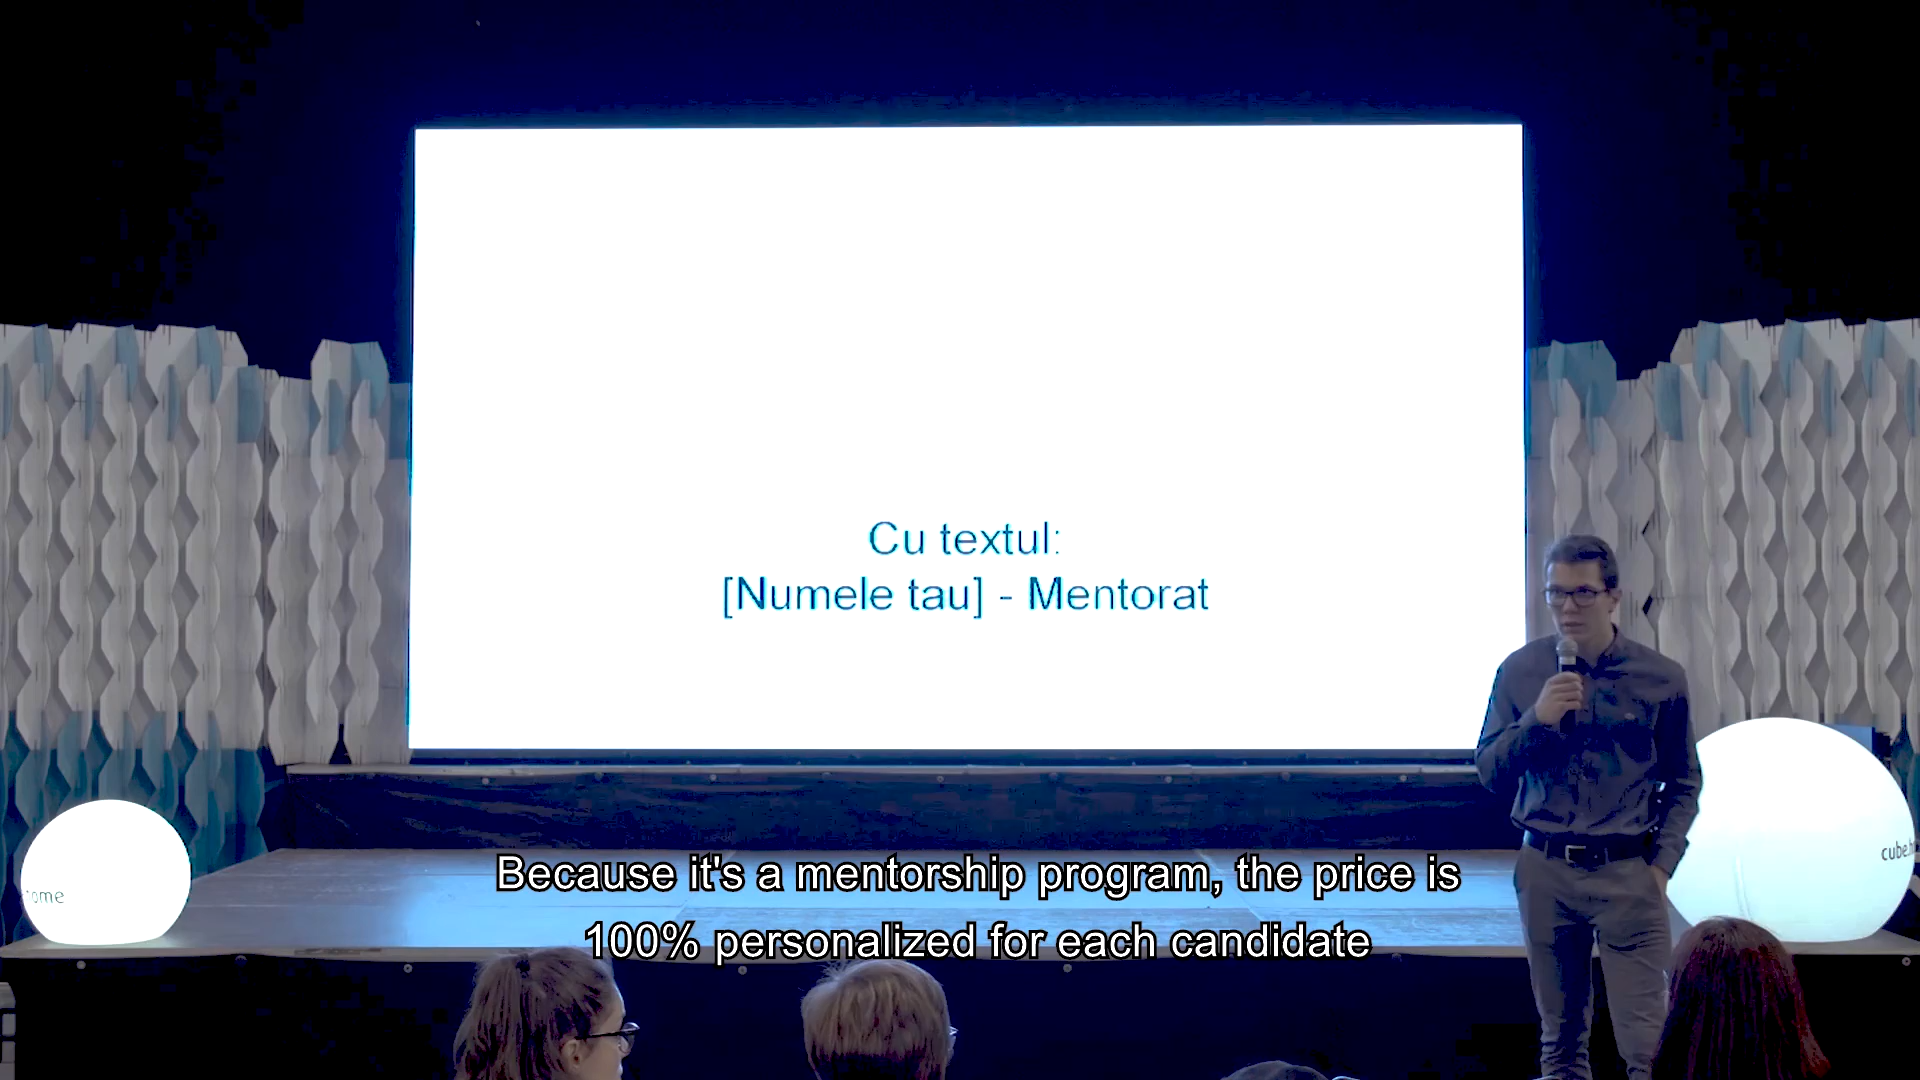 Cu textul:
[Numele tau] - Mentorat
Because it's a mentorship program, the price is
100% personalized for each candidate